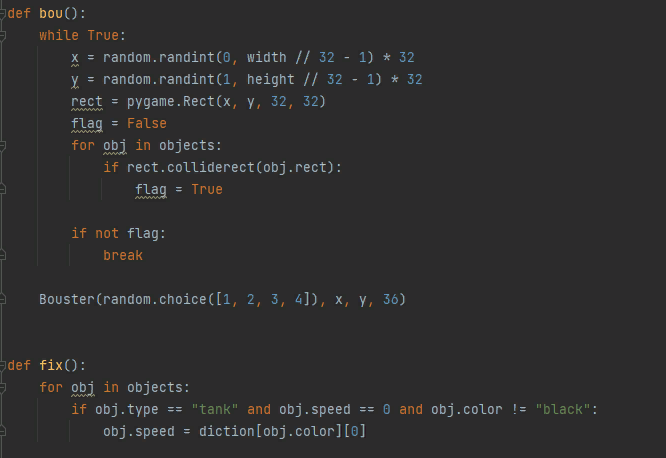 def bou():
    while True:
        x = random.randint(0, width // 32 - 1) * 32
        y = random.randint(1, height // 32 - 1) * 32
        rect = pygame.Rect(x, y, 32, 32)
        flag = False
        for obj in objects:
            if rect.colliderect(obj.rect):
                flag = True
        if not flag:
            break
    Bouster(random.choice([1, 2, 3, 4]), x, y, 36)
def fix():
    for obj in objects:
        if obj.type == "tank" and obj.speed == 0 and obj.color != "black":
            obj.speed = diction[obj.color][0]